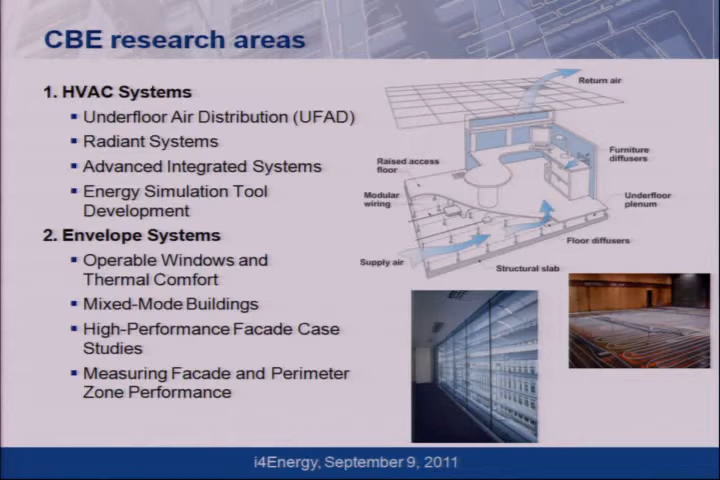 CBE research areas
1. HVAC Systems
▪ Underfloor Air Distribution (UFAD)
▪ Radiant Systems
▪ Advanced Integrated Systems
▪ Energy Simulation Tool
Development
2. Envelope Systems
▪ Operable Windows and
Thermal Comfort
▪ Mixed-Mode Buildings
▪ High-Performance Facade Case
Studies
▪ Measuring Facade and Perimeter
Zone Performance
Return air
Furniture
diffusers
Raised access
floor
Modular
wiring
Underfloor
plenum
Floor diffusers
Supply air
Structural slab
i4Energy, September 9, 2011